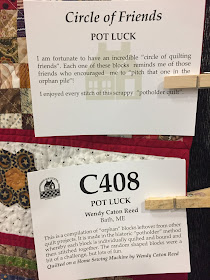 Circle of Friends
POT LUCK
I am fortunate to have an incredible "circle of quilting
friends". Each one of these blocks reminds me of those
friends who encouraged me to "pitch that one in the
orphan pile"!
I enjoyed every stitch of this scrappy "potholder quilt".
C408
POT LUCK
Wendy Caton Reed
Bath, ME
This is a compilation of "orphan" blocks leftover from other
quilt projects. It is made in the historic "potholder" method
whereby each block is individually quilted and bound and
then stitched together. The random shaped blocks were a
bit of a challenge, but lots of fun.
Quilted on a Home Sewing Machine by Wendy Caton Reed